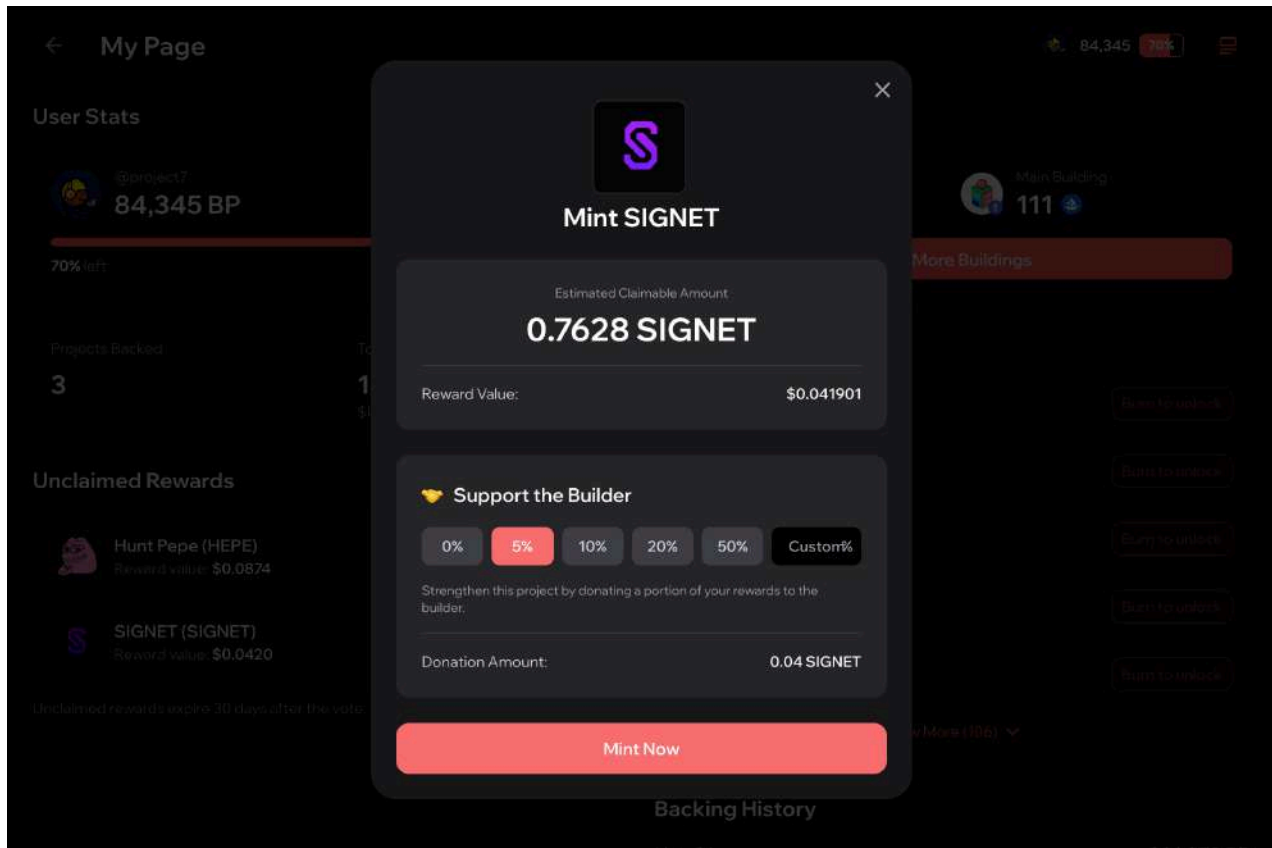 My Page
84,345 70%
User Stats
@project7
84,345 BP
70% left
Main Building
111
More Buildings
Projects Backed
3
Unclaimed Rewards
Hunt Pepe (HEPE)
Reward value: $0.0874
SIGNET (SIGNET)
Reward value: $0.0420
Unclaimed rewards expire 30 days after the vote.
Mint SIGNET
Estimated Claimable Amount
0.7628 SIGNET
Reward Value: $0.041901
Support the Builder
0% 5% 10% 20% 50% Custom%
Strengthen this project by donating a portion of your rewards to the
builder.
Donation Amount: 0.04 SIGNET
Mint Now
Burn to unlock
Burn to unlock
Burn to unlock
Burn to unlock
Burn to unlock
More (106)
Backing History